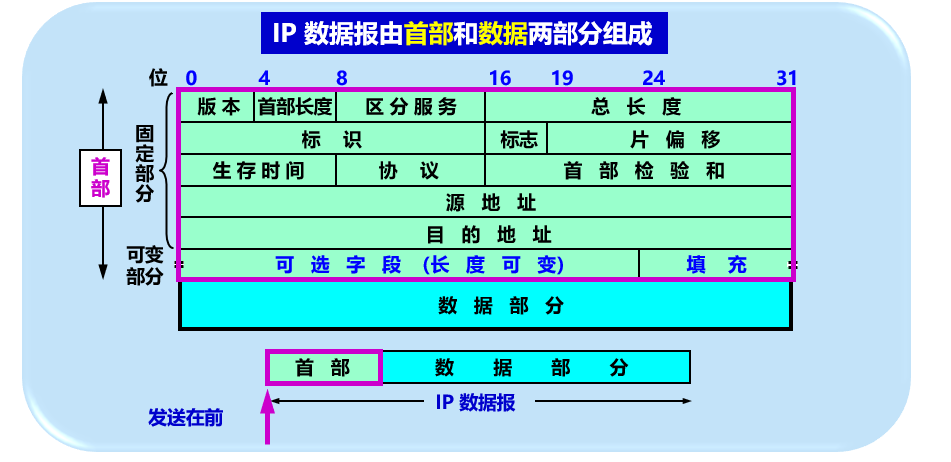 IP 数据报由首部和数据两部分组成
位 0 4 8 16 19 24 31
版本 首部长度 区分服务 总长度
标识 标志 片偏移
生存时间 协议 首部检验和
源地址
目的地址
可选字段 (长度可变) 填充
数据部分
首部
固定部分
可变
部分
首部 数据部分
IP 数据报
发送在前